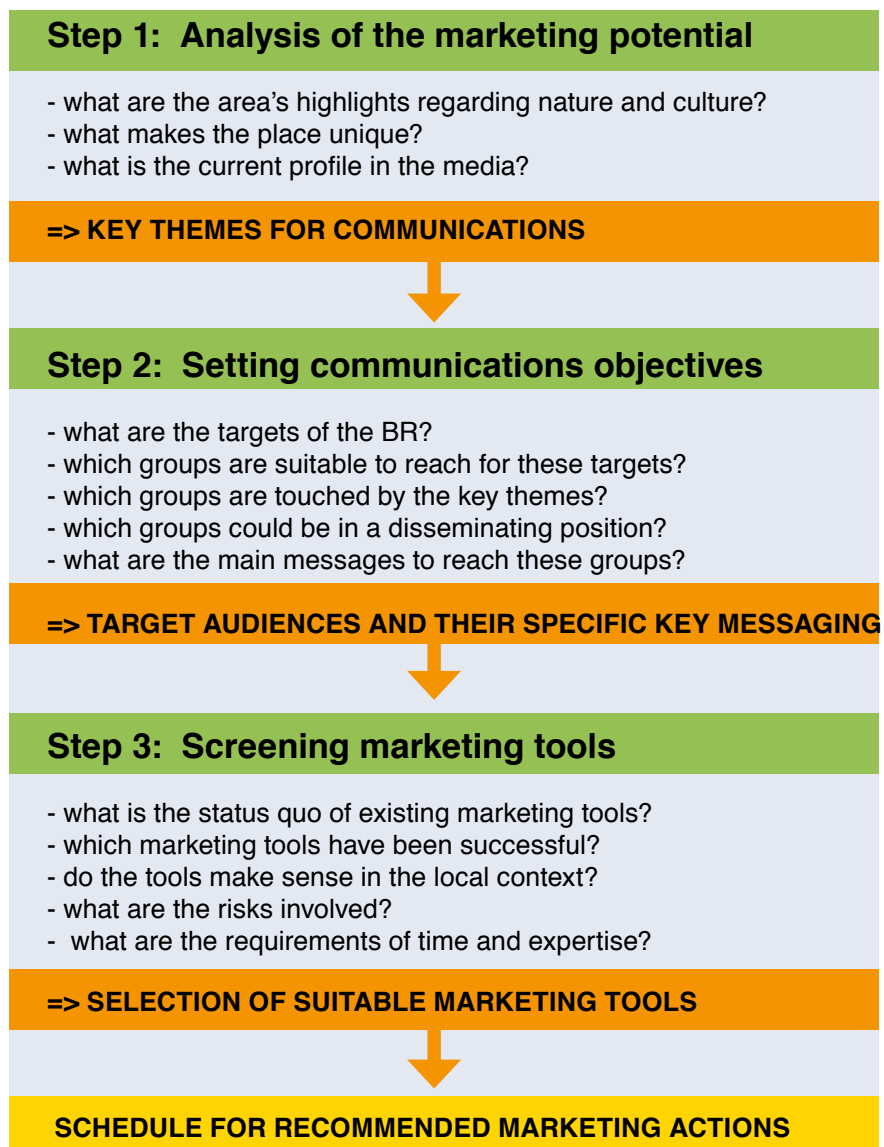 Step 1: Analysis of the marketing potential
- what are the area's highlights regarding nature and culture?
- what makes the place unique?
- what is the current profile in the media?
=> KEY THEMES FOR COMMUNICATIONS
Step 2: Setting communications objectives
- what are the targets of the BR?
- which groups are suitable to reach for these targets?
- which groups are touched by the key themes?
- which groups could be in a disseminating position?
- what are the main messages to reach these groups?
=> TARGET AUDIENCES AND THEIR SPECIFIC KEY MESSAGING
Step 3: Screening marketing tools
- what is the status quo of existing marketing tools?
- which marketing tools have been successful?
- do the tools make sense in the local context?
- what are the risks involved?
- what are the requirements of time and expertise?
=> SELECTION OF SUITABLE MARKETING TOOLS
SCHEDULE FOR RECOMMENDED MARKETING ACTIONS